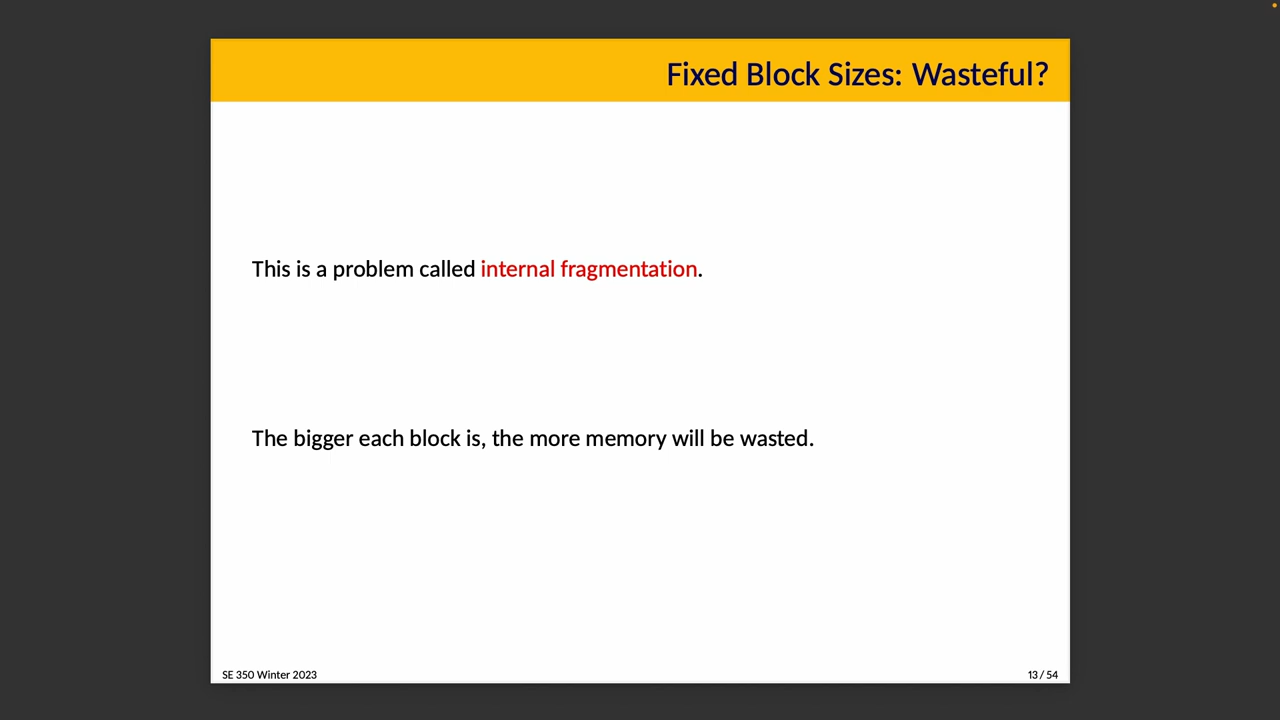 Fixed Block Sizes: Wasteful?
This is a problem called internal fragmentation.
The bigger each block is, the more memory will be wasted.
SE 350 Winter 2023
13 / 54